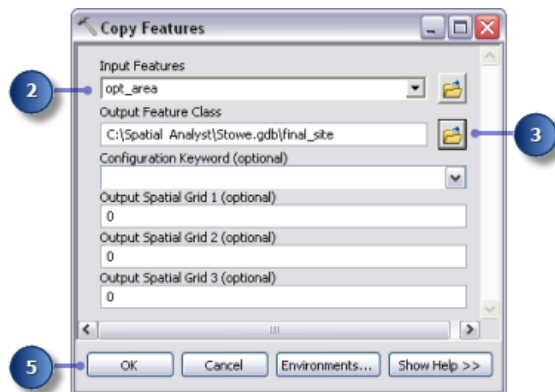 Copy Features
Input Features
2
opt_area
Output Feature Class
C:\Spatial Analyst\Stowe.gdb\final_site
3
Configuration Keyword (optional)
Output Spatial Grid 1 (optional)
0
Output Spatial Grid 2 (optional)
0
Output Spatial Grid 3 (optional)
0
5
OK
Cancel
Environments...
Show Help >>